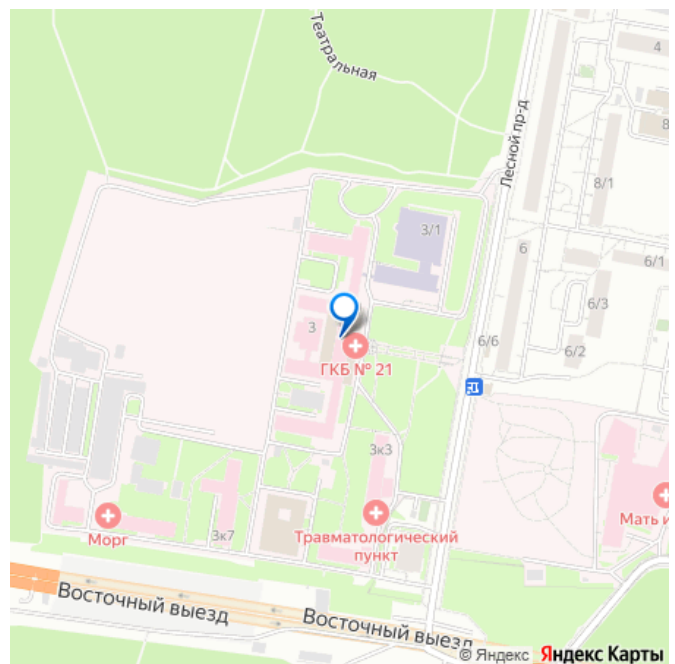 Театральная
4
Лесной пр-д
8
8/1
3/1
6
6/1
6/3
3
6/6
6/2
ГКБ № 21
3к3
Мать и
Морг
3к7
Травматологический
пункт
Восточный выезд
Восточный выезд
© Яндекс Яндекс Карты